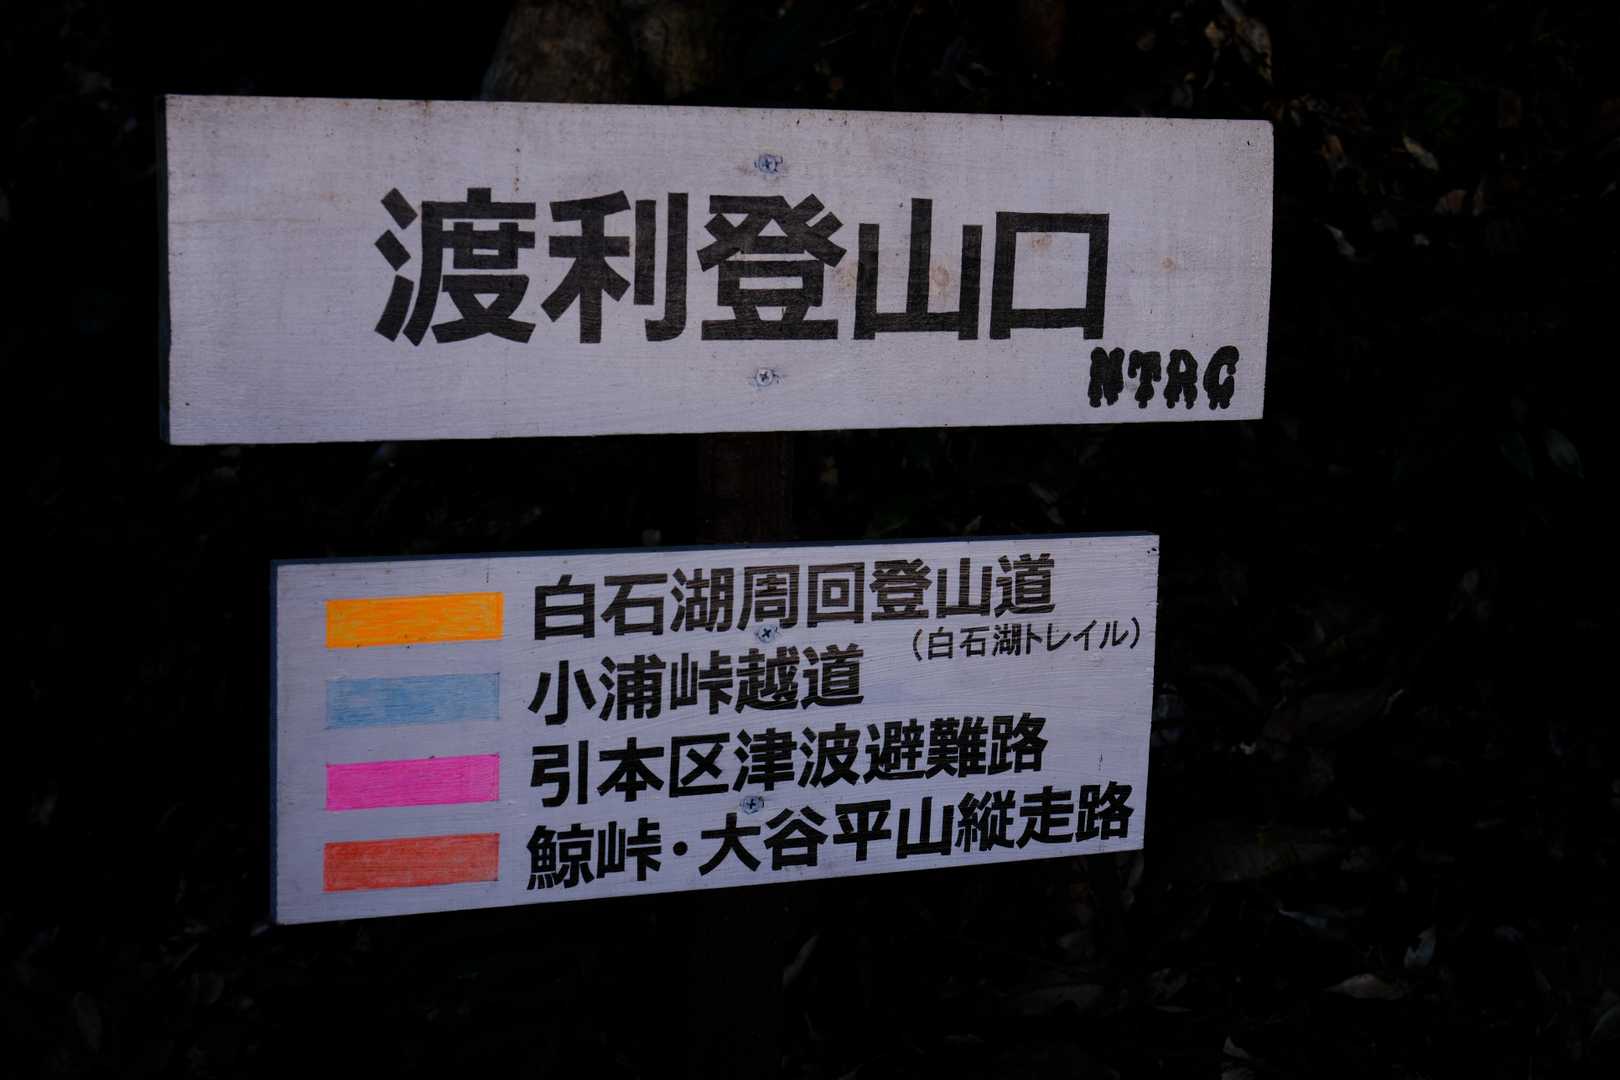 渡利登山口
NTRC
白石湖周回登山道
（白石湖トレイル）
小浦峠越道
引本区津波避難路
鯨峠・大谷平山縦走路